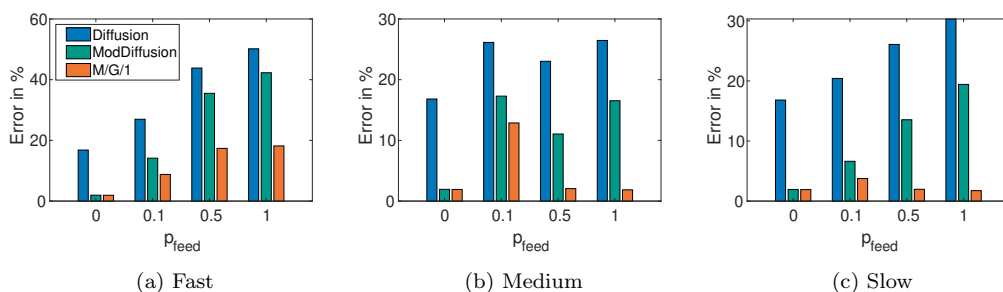 60
40
20
0
Error in %
Diffusion
ModDiffusion
M/G/1
0 0.1 0.5 1
p_feed
(a) Fast
30
20
10
0
Error in %
0 0.1 0.5 1
p_feed
(b) Medium
30
20
10
0
Error in %
0 0.1 0.5 1
p_feed
(c) Slow